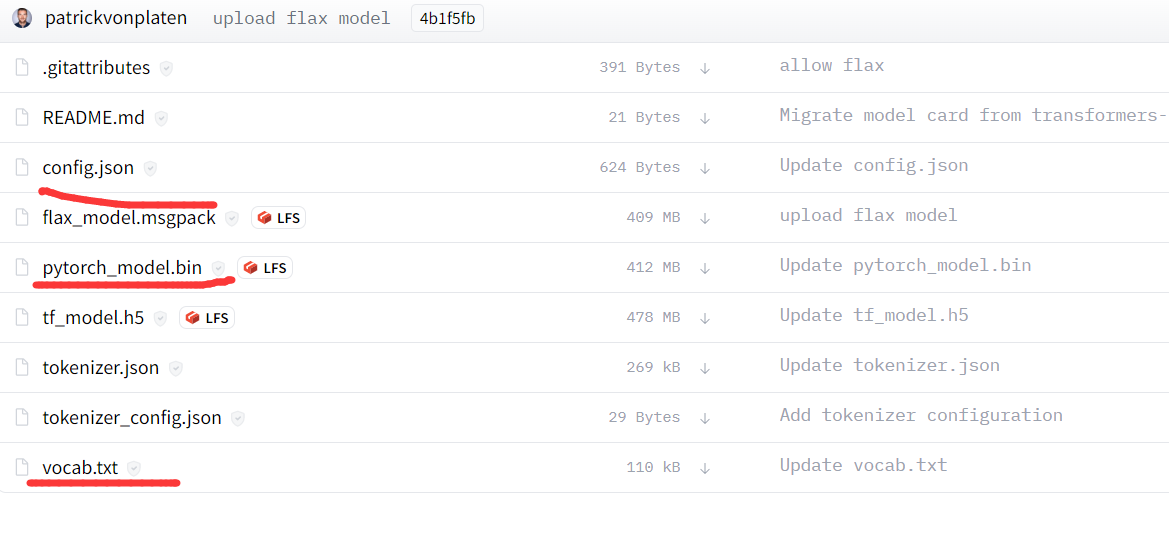 patrickvonplaten upload flax model 4b1f5fb
.gitattributes 391 Bytes ↓ allow flax
README.md 21 Bytes ↓ Migrate model card from transformers-
config.json 624 Bytes ↓ Update config.json
flax_model.msgpack LFS 409 MB ↓ upload flax model
pytorch_model.bin LFS 412 MB ↓ Update pytorch_model.bin
tf_model.h5 LFS 478 MB ↓ Update tf_model.h5
tokenizer.json 269 kB ↓ Update tokenizer.json
tokenizer_config.json 29 Bytes ↓ Add tokenizer configuration
vocab.txt 110 kB ↓ Update vocab.txt